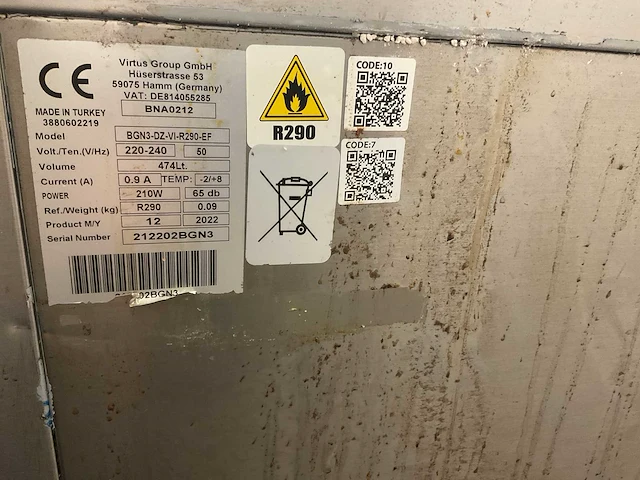 CE
Virtus Group GmbH
Hüserstrasse 53
59075 Hamm (Germany)
VAT: DE814055285
BNA0212
MADE IN TURKEY
3880602219
Model BGN3-DZ-VI-R290-EF
Volt./Ten.(V/Hz) 220-240 50
Volume 474Lt.
Current (A) 0.9 A TEMP: -2/+8
POWER 210W 65 db
Ref./Weight (kg) R290 0.09
Product M/Y 12 2022
Serial Number 212202BGN3
02BGN3
R290
CODE:10
CODE:7